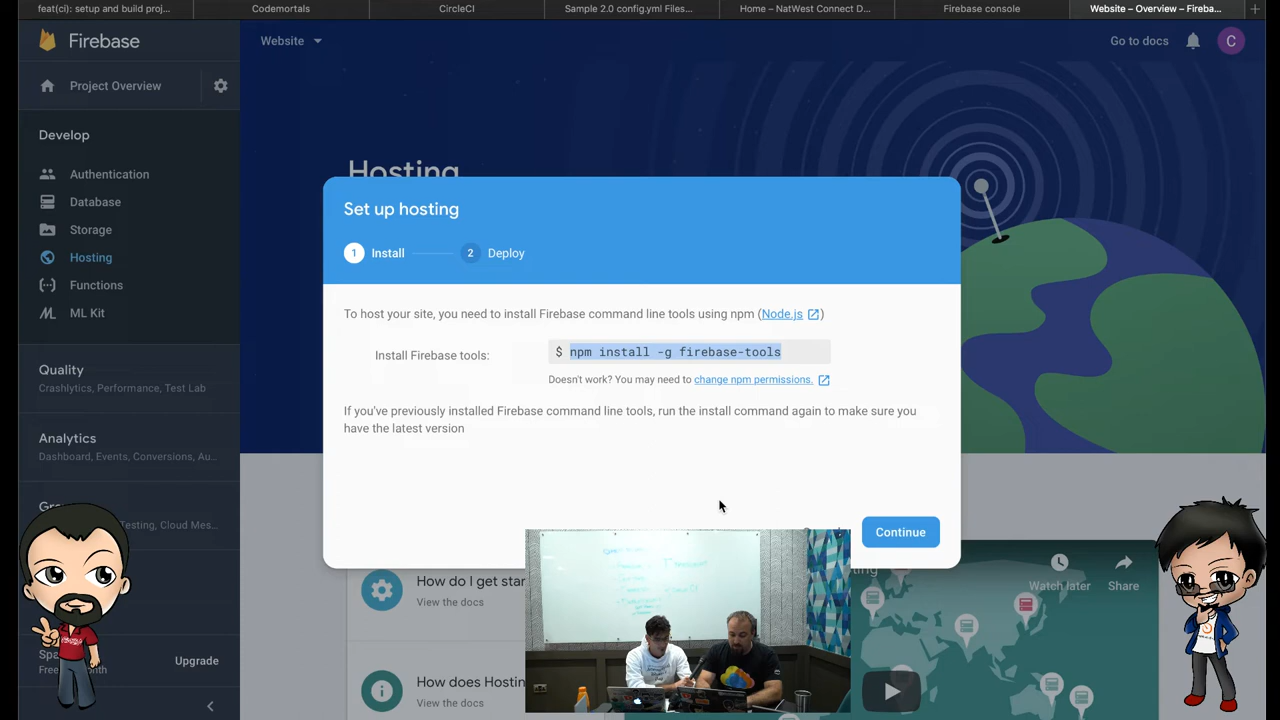 feat(ci): setup and build proj...
Codemortals
CircleCI
Sample 2.0 config.yml Files...
Home – NatWest Connect D...
Firebase console
Website – Overview – Fireba...
Firebase
Website
Go to docs
C
Project Overview
Develop
Authentication
Database
Storage
Hosting
Functions
ML Kit
Quality
Crashlytics, Performance, Test Lab
Analytics
Dashboard, Events, Conversions, Au...
Testing, Cloud Mes...
Upgrade
Hosting
Set up hosting
1 Install
2 Deploy
To host your site, you need to install Firebase command line tools using npm (Node.js)
Install Firebase tools:
$ npm install -g firebase-tools
Doesn't work? You may need to change npm permissions.
If you've previously installed Firebase command line tools, run the install command again to make sure you
have the latest version
Continue
How do I get star
View the docs
How does Hostin
View the docs
Watch later
Share